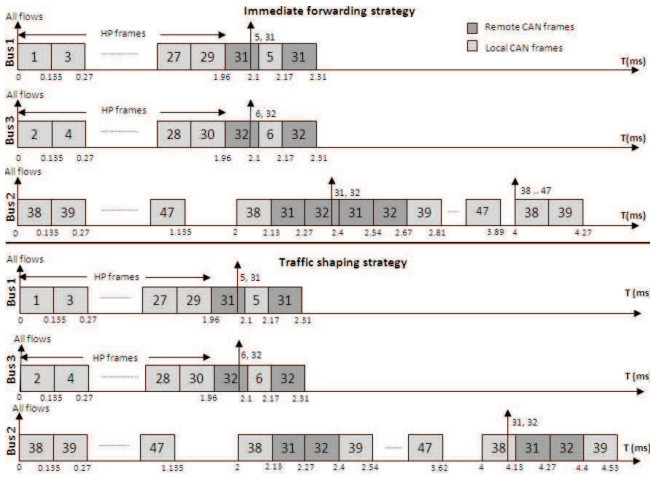 Immediate forwarding strategy
All flows
HP frames
5, 31
Remote CAN frames
Local CAN frames
Bus 1
1 3 27 29 31 5 31
T(ms)
0 0.135 0.27 1.96 2.1 2.17 2.31
All flows
HP frames
6, 32
Bus 3
2 4 28 30 32 6 32
T(ms)
0 0.135 0.27 1.96 2.1 2.17 2.31
All flows
31, 32
38 .. 47
Bus 2
38 39 47 38 31 32 31 32 39 47 38 39
T(ms)
0 0.135 0.27 1.135 2 2.13 2.27 2.4 2.54 2.67 2.81 3.89 4 4.27
Traffic shaping strategy
All flows
HP frames
5, 31
Bus 1
1 3 27 29 31 5 31
T (ms)
0 0.135 0.27 1.96 2.1 2.17 2.31
All flows
HP frames
6, 32
Bus 3
2 4 28 30 32 6 32
T (ms)
0 0.135 0.27 1.96 2.1 2.17 2.31
All flows
31, 32
Bus 2
38 39 47 38 31 32 39 47 38 31 32 39
T (ms)
0 0.135 0.27 1.135 2 2.13 2.27 2.4 2.54 3.62 4 4.13 4.27 4.4 4.53